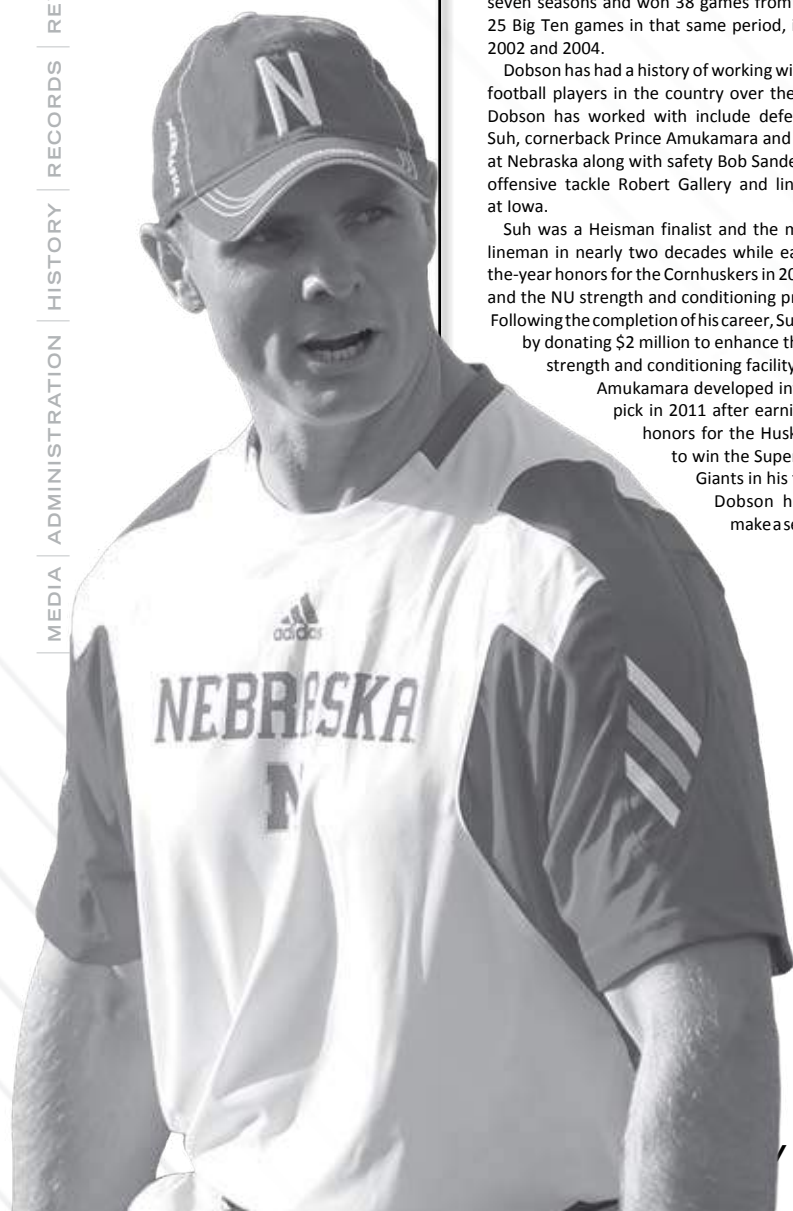 MEDIA | ADMINISTRATION | HISTORY | RECORDS | RE
seven seasons and won 38 games from
25 Big Ten games in that same period, i
2002 and 2004.
Dobson has had a history of working wi
football players in the country over the
Dobson has worked with include defe
Suh, cornerback Prince Amukamara and
at Nebraska along with safety Bob Sande
offensive tackle Robert Gallery and lin
at Iowa.
Suh was a Heisman finalist and the m
lineman in nearly two decades while ea
the-year honors for the Cornhuskers in 20
and the NU strength and conditioning pr
Following the completion of his career, Su
by donating $2 million to enhance th
strength and conditioning facility
Amukamara developed in
pick in 2011 after earni
honors for the Husk
to win the Super
Giants in his
Dobson h
make a s
N
adidas
NEBRASKA
N